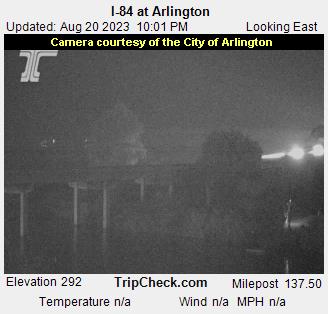 I-84 at Arlington
Updated: Aug 20 2023 10:01 PM Looking East
Camera courtesy of the City of Arlington
Elevation 292 TripCheck.com Milepost 137.50
Temperature n/a Wind n/a MPH n/a